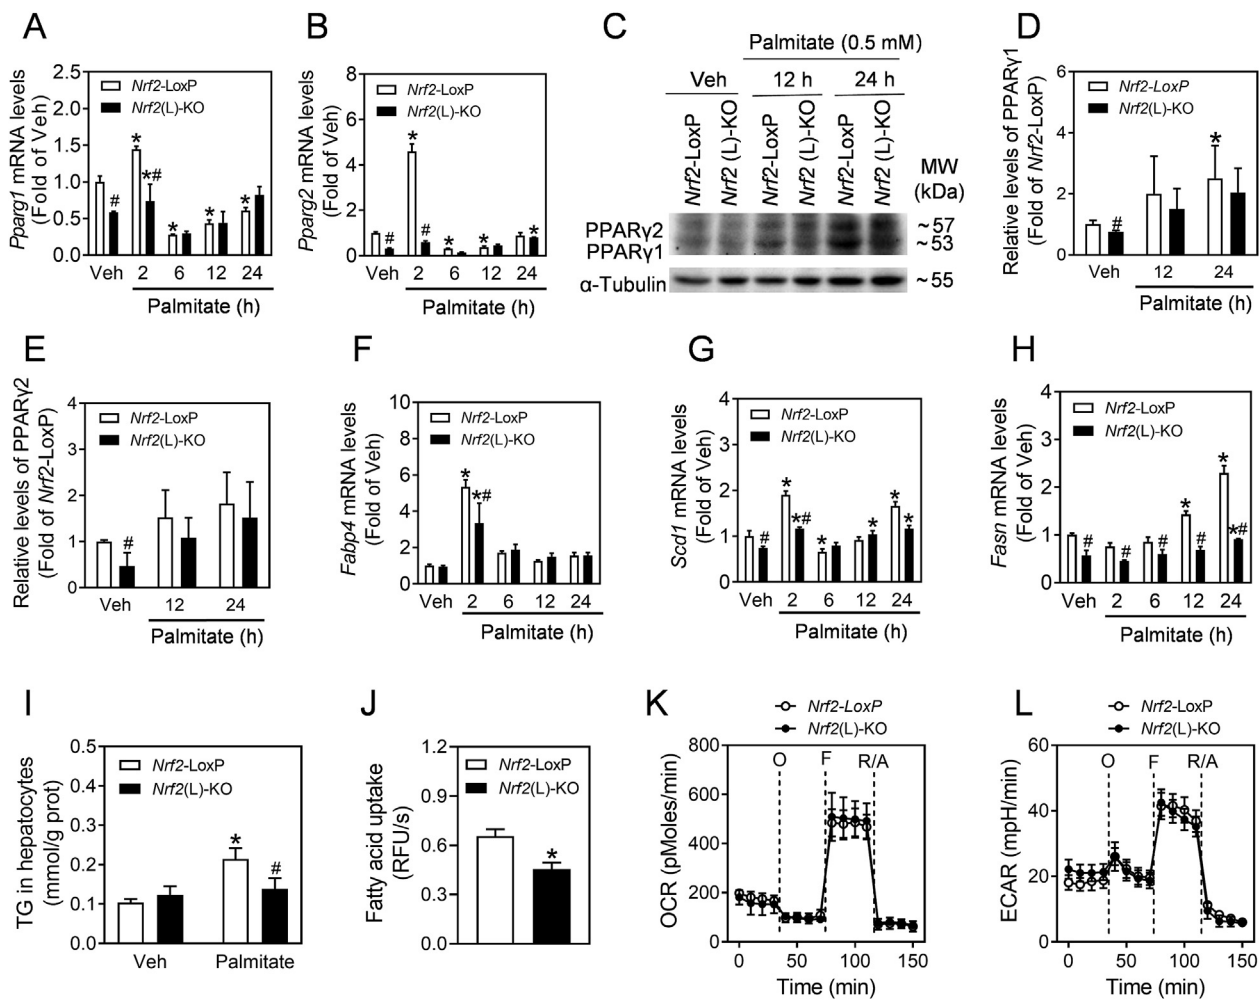 A
Pparg1 mRNA levels
(Fold of Veh)
2.5
2.0
1.5
1.0
0.5
0.0
Nrf2-LoxP
Nrf2(L)-KO
#
*
*#
*
*
*
Veh 2 6 12 24
Palmitate (h)
B
Pparg2 mRNA levels
(Fold of Veh)
8
6
4
2
0
Nrf2-LoxP
Nrf2(L)-KO
#
*
#
*
*
*
Veh 2 6 12 24
Palmitate (h)
C
Palmitate (0.5 mM)
Veh 12 h 24 h
Nrf2-LoxP
Nrf2 (L)-KO
Nrf2-LoxP
Nrf2 (L)-KO
Nrf2-LoxP
Nrf2 (L)-KO
MW
(kDa)
PPARγ2 ~57
PPARγ1 ~53
α-Tubulin ~55
D
Relative levels of PPARγ1
(Fold of Nrf2-LoxP)
6
4
2
0
Nrf2-LoxP
Nrf2(L)-KO
#
*
Veh 12 24
Palmitate (h)
E
Relative levels of PPARγ2
(Fold of Nrf2-LoxP)
4
3
2
1
0
Nrf2-LoxP
Nrf2(L)-KO
#
Veh 12 24
Palmitate (h)
F
Fabp4 mRNA levels
(Fold of Veh)
10
8
6
4
2
0
Nrf2-LoxP
Nrf2(L)-KO
*
*#
Veh 2 6 12 24
Palmitate (h)
G
Scd1 mRNA levels
(Fold of Veh)
4
3
2
1
0
Nrf2-LoxP
Nrf2(L)-KO
#
*
*#
*
*
*
*
Veh 2 6 12 24
Palmitate (h)
H
Fasn mRNA levels
(Fold of Veh)
4
3
2
1
0
Nrf2-LoxP
Nrf2(L)-KO
#
#
#
*
#
*
*#
Veh 2 6 12 24
Palmitate (h)
I
TG in hepatocytes
(mmol/g prot)
0.5
0.4
0.3
0.2
0.1
0.0
Nrf2-LoxP
Nrf2(L)-KO
*
#
Veh Palmitate
J
Fatty acid uptake
(RFU/s)
1.2
0.9
0.6
0.3
0.0
Nrf2-LoxP
Nrf2(L)-KO
*
K
Nrf2-LoxP
Nrf2(L)-KO
OCR (pMoles/min)
800
600
400
200
0
O F R/A
0 50 100 150
Time (min)
L
Nrf2-LoxP
Nrf2(L)-KO
ECAR (mpH/min)
60
40
20
0
O F R/A
0 50 100 150
Time (min)